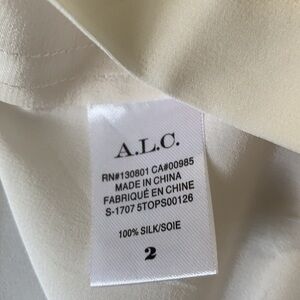 A.L.C.
RN#130801 CA#00985
MADE IN CHINA
FABRIQUÉ EN CHINE
S-1707 5TOPS00126
100% SILK/SOIE
2